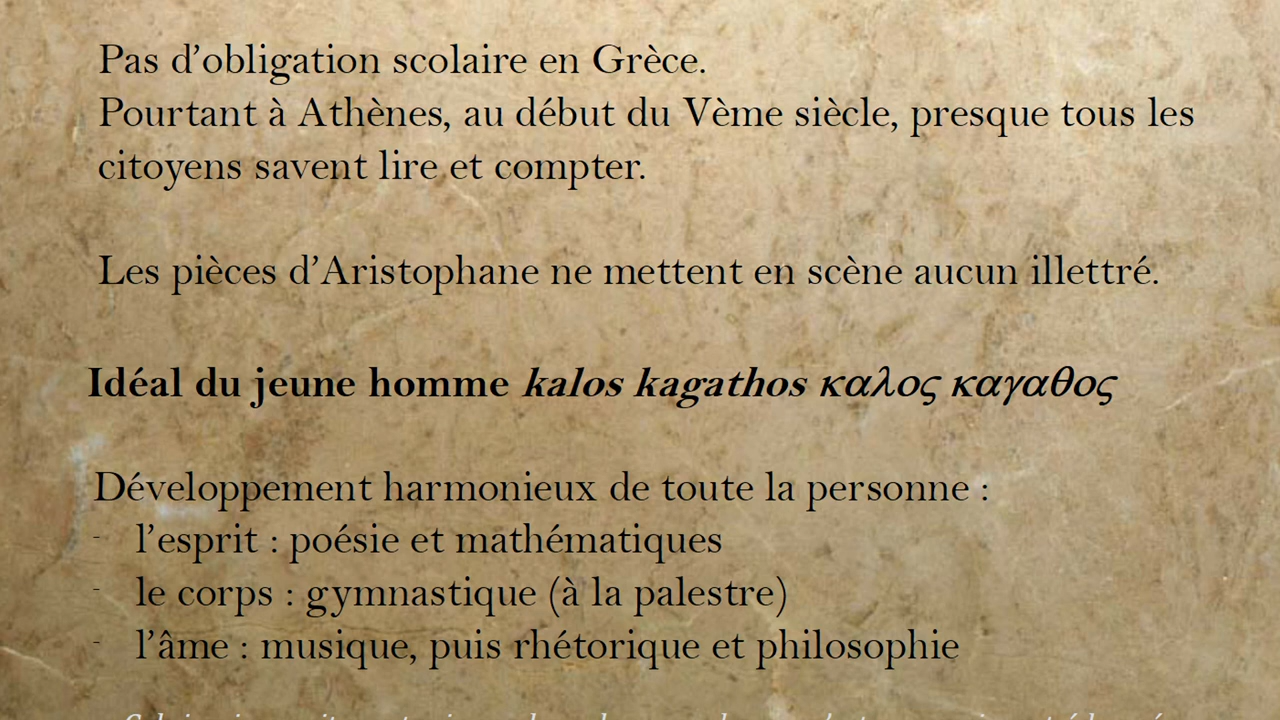 Pas d’obligation scolaire en Grèce.
Pourtant à Athènes, au début du Vème siècle, presque tous les
citoyens savent lire et compter.
Les pièces d’Aristophane ne mettent en scène aucun illettré.
Idéal du jeune homme kalos kagathos καλος καγαθος
Développement harmonieux de toute la personne :
- l’esprit : poésie et mathématiques
- le corps : gymnastique (à la palestre)
- l’âme : musique, puis rhétorique et philosophie